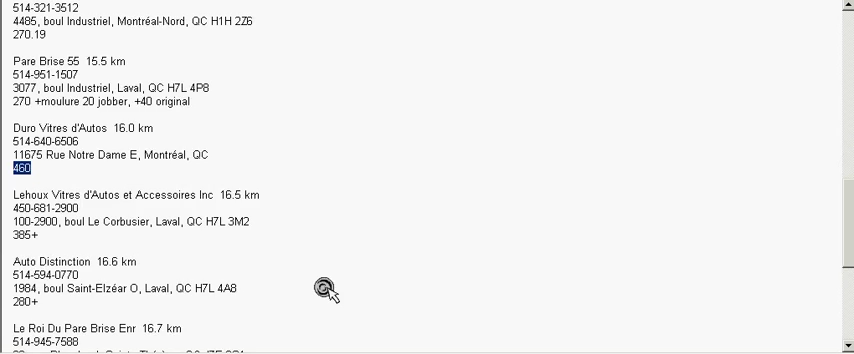 514-321-3512
4485, boul Industriel, Montréal-Nord, QC H1H 2Z6
270.19
Pare Brise 55 15.5 km
514-951-1507
3077, boul Industriel, Laval, QC H7L 4P8
270 +moulure 20 jobber, +40 original
Duro Vitres d'Autos 16.0 km
514-640-6506
11675 Rue Notre Dame E, Montréal, QC
460
Lehoux Vitres d'Autos et Accessoires Inc 16.5 km
450-681-2900
100-2900, boul Le Corbusier, Laval, QC H7L 3M2
385+
Auto Distinction 16.6 km
514-594-0770
1984, boul Saint-Elzéar O, Laval, QC H7L 4A8
280+
Le Roi Du Pare Brise Enr 16.7 km
514-945-7588